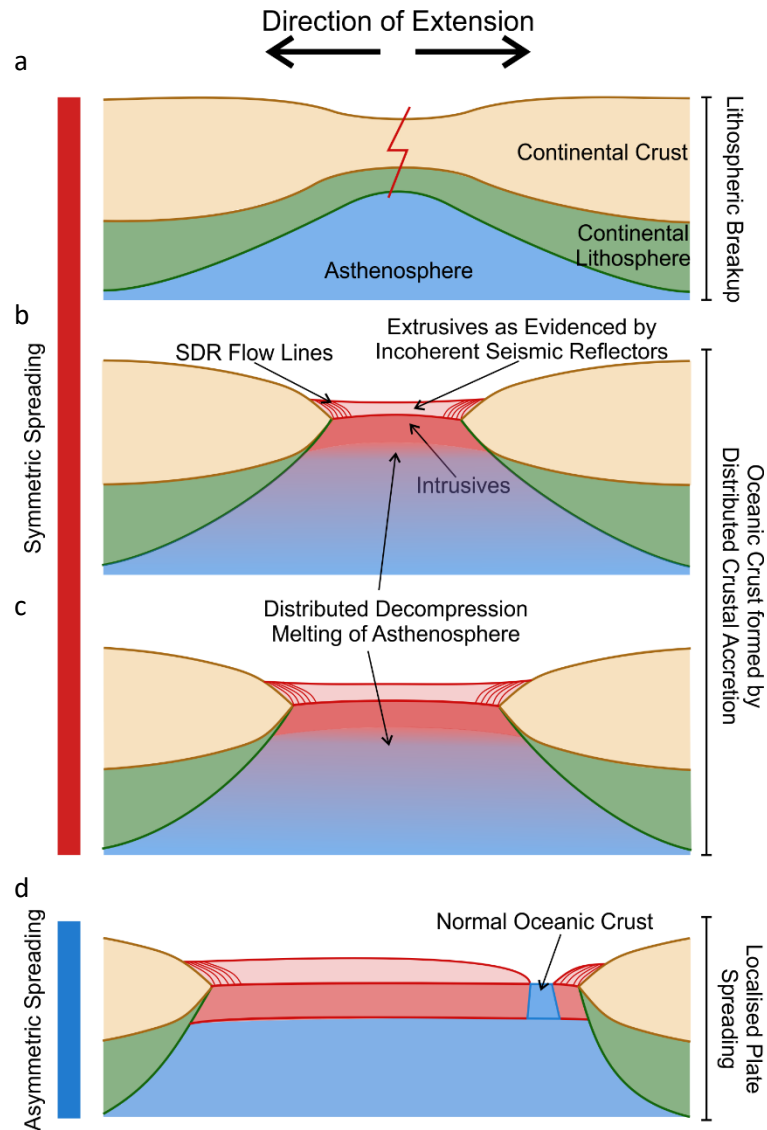 Direction of Extension
a
Continental Crust
Continental
Lithosphere
Asthenosphere
Lithospheric Breakup
b
SDR Flow Lines
Extrusives as Evidenced by
Incoherent Seismic Reflectors
Intrusives
Symmetric Spreading
Distributed Decompression
Melting of Asthenosphere
Oceanic Crust formed by
Distributed Crustal Accretion
c
d
Normal Oceanic Crust
Asymmetric Spreading
Localised Plate
Spreading